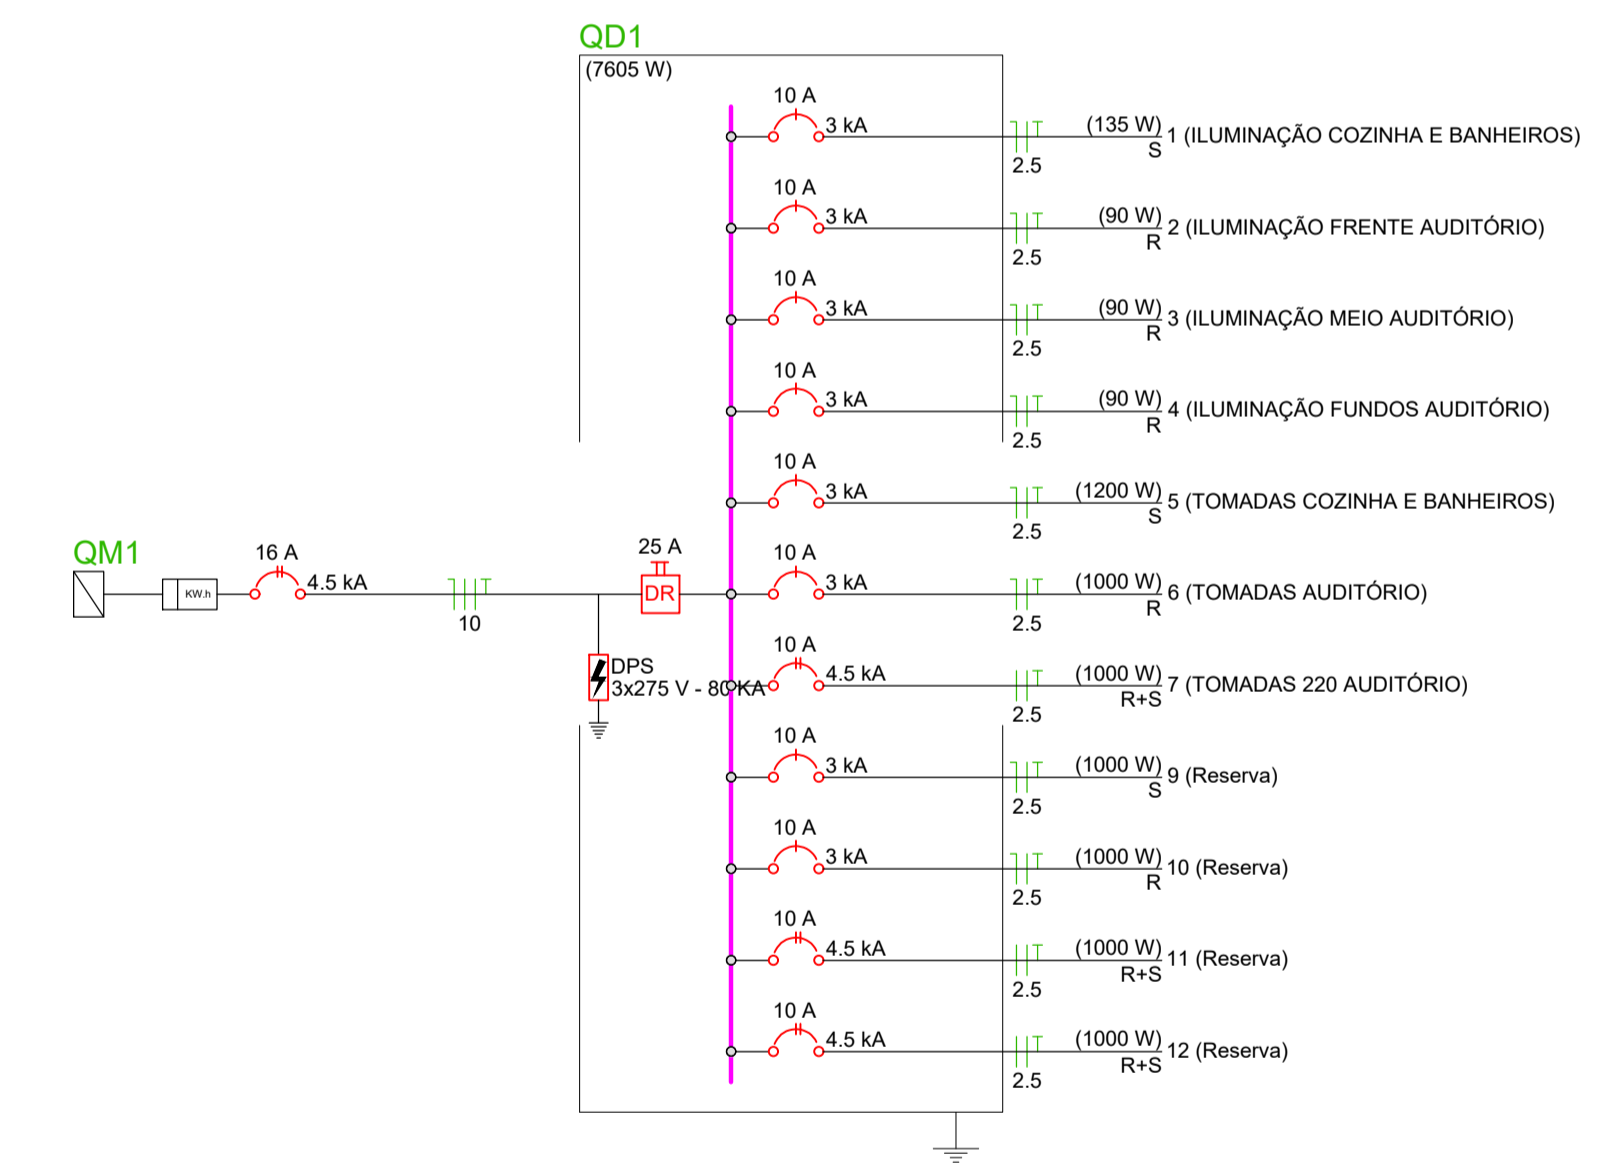 QD1
(7605 W)
10 A
3 kA
(135 W)
S
1 (ILUMINAÇÃO COZINHA E BANHEIROS)
2.5
10 A
3 kA
(90 W)
R
2 (ILUMINAÇÃO FRENTE AUDITÓRIO)
2.5
10 A
3 kA
(90 W)
R
3 (ILUMINAÇÃO MEIO AUDITÓRIO)
2.5
10 A
3 kA
(90 W)
R
4 (ILUMINAÇÃO FUNDOS AUDITÓRIO)
2.5
10 A
3 kA
(1200 W)
S
5 (TOMADAS COZINHA E BANHEIROS)
2.5
QM1
KW.h
16 A
4.5 kA
10
25 A
DR
DPS
3x275 V - 80 KA
10 A
3 kA
(1000 W)
R
6 (TOMADAS AUDITÓRIO)
2.5
10 A
4.5 kA
(1000 W)
R+S
7 (TOMADAS 220 AUDITÓRIO)
2.5
10 A
3 kA
(1000 W)
S
9 (Reserva)
2.5
10 A
3 kA
(1000 W)
R
10 (Reserva)
2.5
10 A
4.5 kA
(1000 W)
R+S
11 (Reserva)
2.5
10 A
4.5 kA
(1000 W)
R+S
12 (Reserva)
2.5